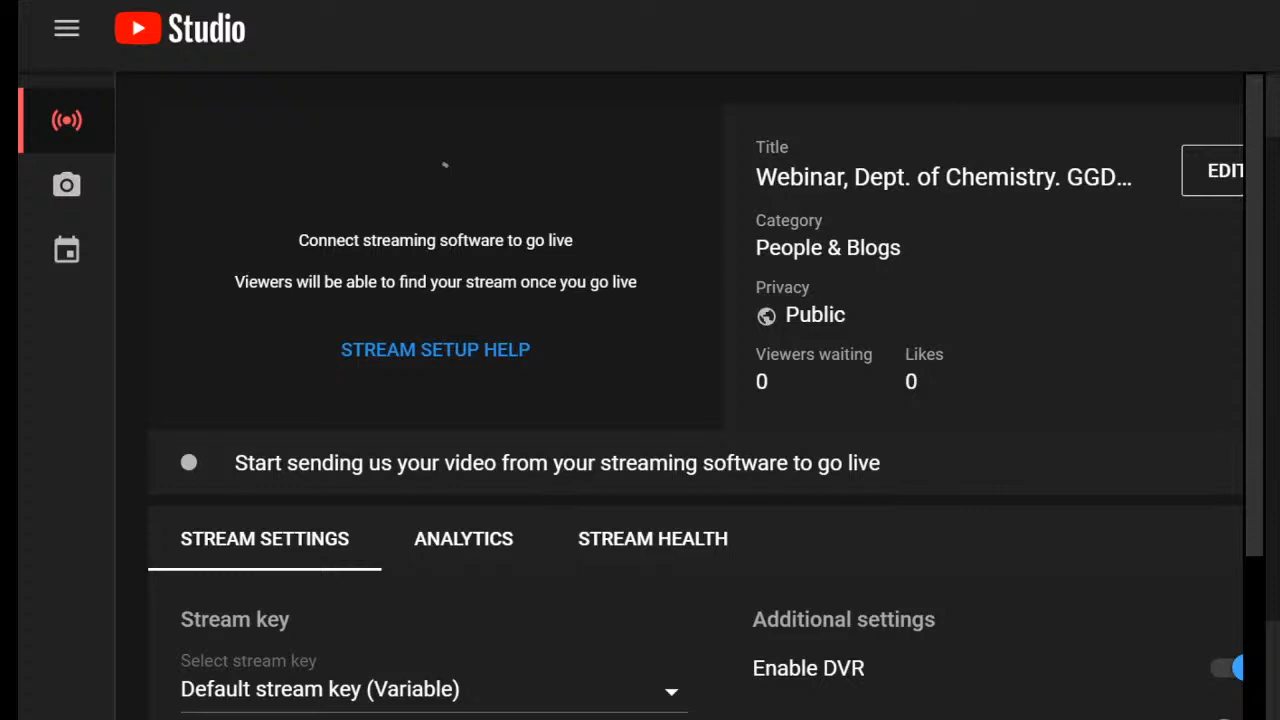 Studio
Connect streaming software to go live
Viewers will be able to find your stream once you go live
STREAM SETUP HELP
Title
Webinar, Dept. of Chemistry. GGD...
EDIT
Category
People & Blogs
Privacy
Public
Viewers waiting
Likes
0
0
Start sending us your video from your streaming software to go live
STREAM SETTINGS
ANALYTICS
STREAM HEALTH
Stream key
Select stream key
Default stream key (Variable)
Additional settings
Enable DVR